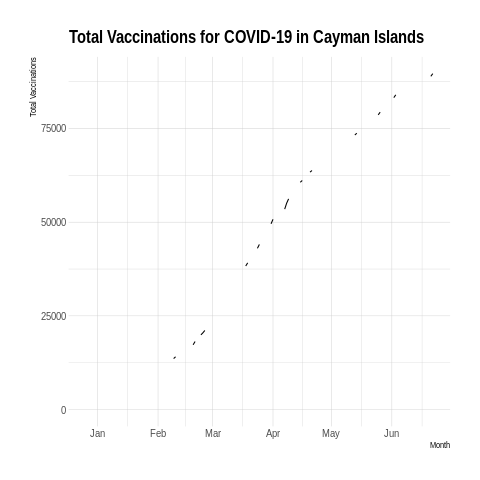 Total Vaccinations for COVID-19 in Cayman Islands
Total Vaccinations
75000
50000
25000
0
Jan Feb Mar Apr May Jun
Month